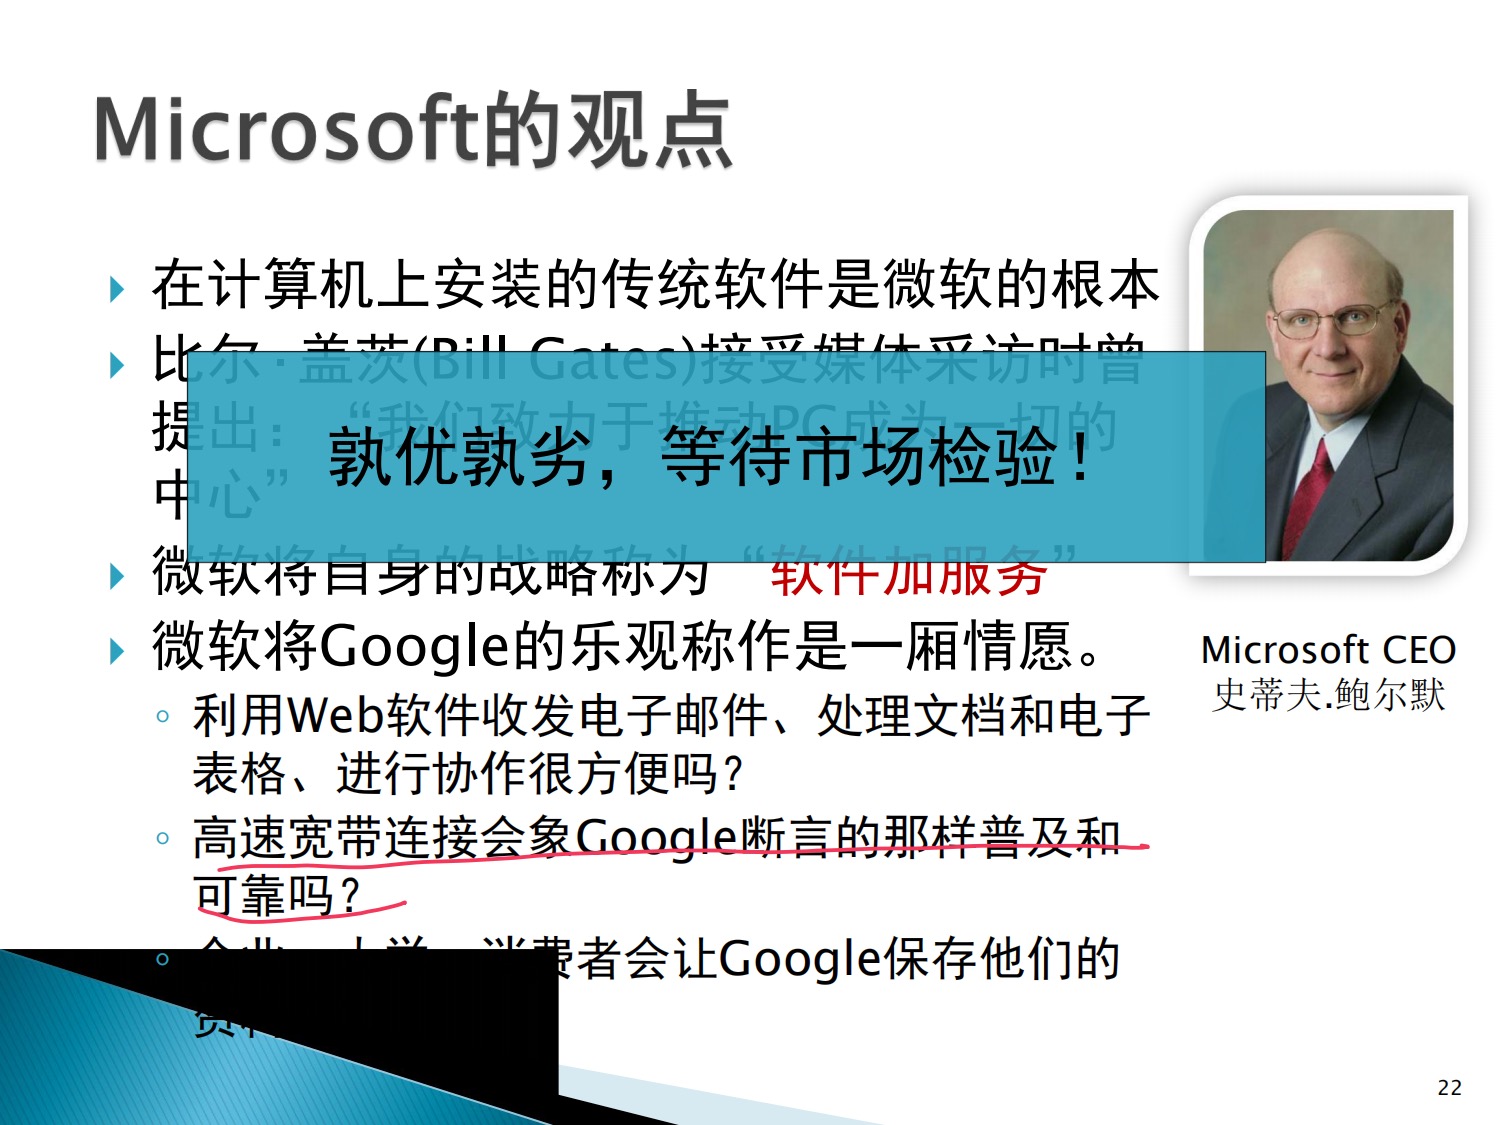 Microsoft的观点
在计算机上安装的传统软件是微软的根本
比尔·盖茨(Bill Gates)接受媒体采访时曾
提出：“我们致力于推动PC成为一切的
中心”
孰优孰劣，等待市场检验！
微软将自身的战略称为“软件加服务”
微软将Google的乐观称作是一厢情愿。
利用Web软件收发电子邮件、处理文档和电子
表格、进行协作很方便吗？
高速宽带连接会象Google断言的那样普及和
可靠吗？
消费者会让Google保存他们的
Microsoft CEO
史蒂夫.鲍尔默
22